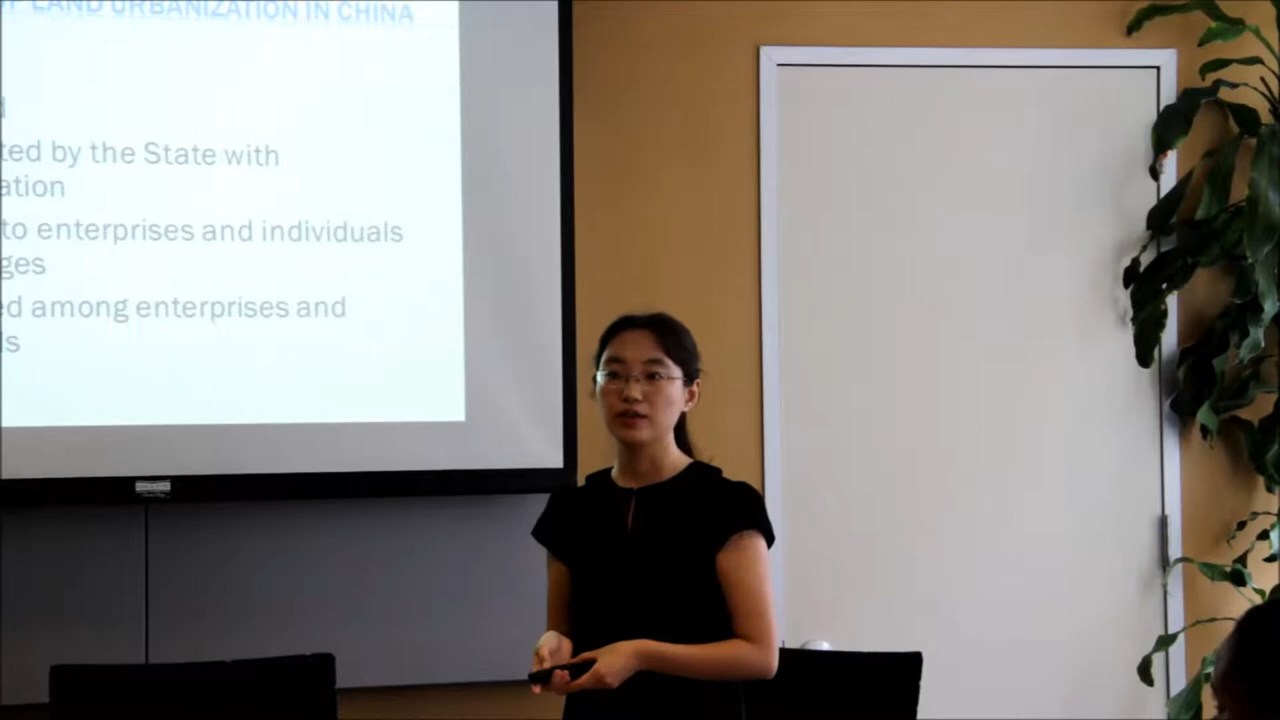 LAND URBANIZATION IN CHINA
ted by the State with
ation
to enterprises and individuals
ges
ed among enterprises and
ls